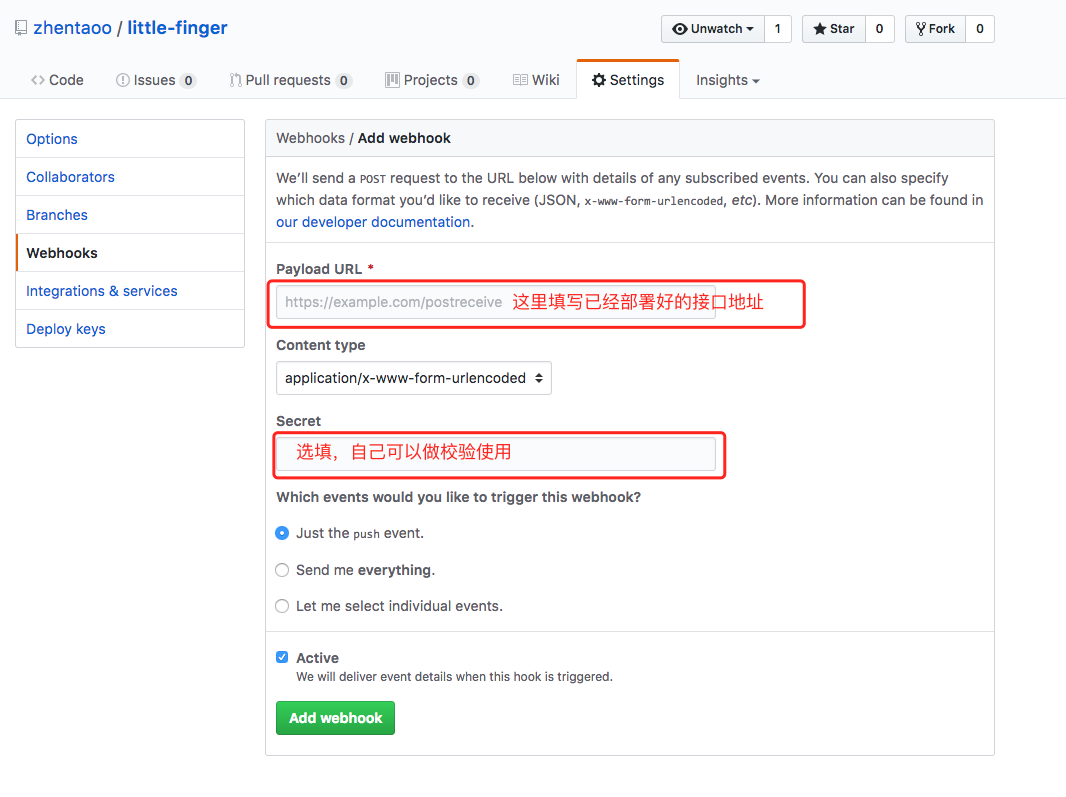 zhentaoo / little-finger
Unwatch 1 Star 0 Fork 0
Code Issues 0 Pull requests 0 Projects 0 Wiki Settings Insights
Options
Collaborators
Branches
Webhooks
Integrations & services
Deploy keys
Webhooks / Add webhook
We’ll send a POST request to the URL below with details of any subscribed events. You can also specify
which data format you’d like to receive (JSON, x-www-form-urlencoded, etc). More information can be found in
our developer documentation.
Payload URL *
https://example.com/postreceive 这里填写已经部署好的接口地址
Content type
application/x-www-form-urlencoded
Secret
选填，自己可以做校验使用
Which events would you like to trigger this webhook?
Just the push event.
Send me everything.
Let me select individual events.
Active
We will deliver event details when this hook is triggered.
Add webhook